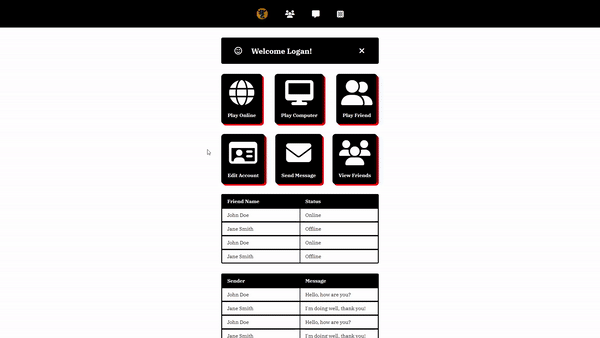 Welcome Logan!
Play Online Play Computer Play Friend
Edit Account Send Message View Friends
Friend Name Status
John Doe Online
Jane Smith Offline
John Doe Online
Jane Smith Offline
Sender Message
John Doe Hello, how are you?
Jane Smith I'm doing well, thank you!
John Doe Hello, how are you?
Jane Smith I'm doing well, thank you!